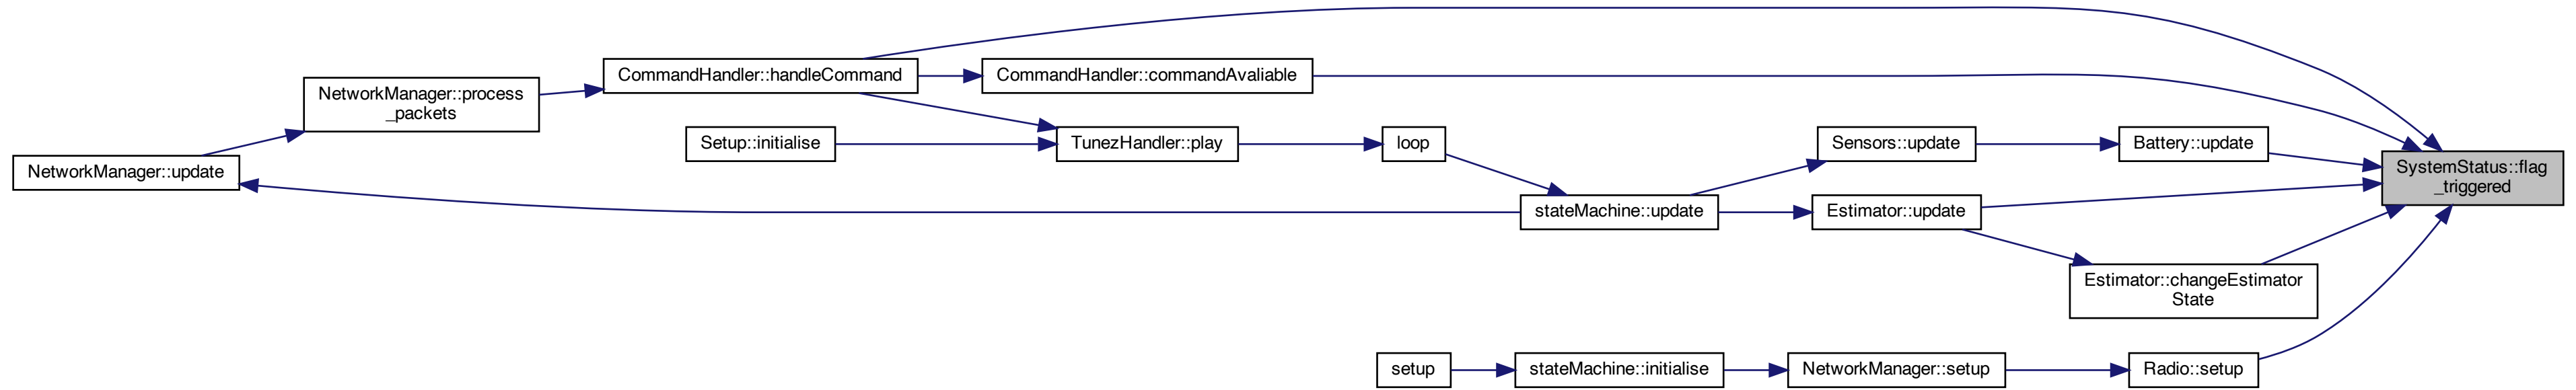 CommandHandler::handleCommand
CommandHandler::commandAvaliable
NetworkManager::process
_packets
Setup::initialise
TunezHandler::play
loop
Sensors::update
Battery::update
NetworkManager::update
SystemStatus::flag
_triggered
stateMachine::update
Estimator::update
Estimator::changeEstimator
State
setup
stateMachine::initialise
NetworkManager::setup
Radio::setup